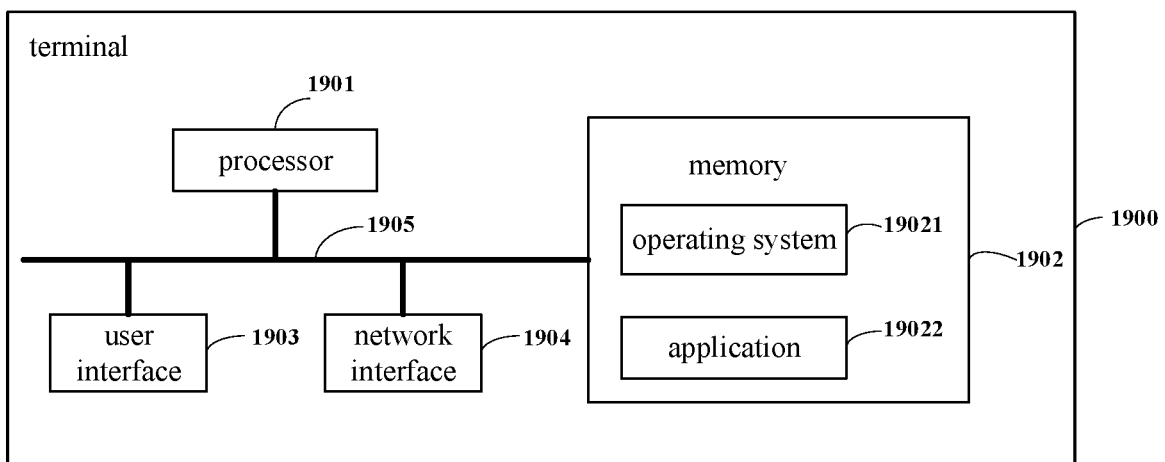 terminal
1901
processor
memory
1905
operating system
19021
1900
1902
user
interface
1903
network
interface
1904
application
19022